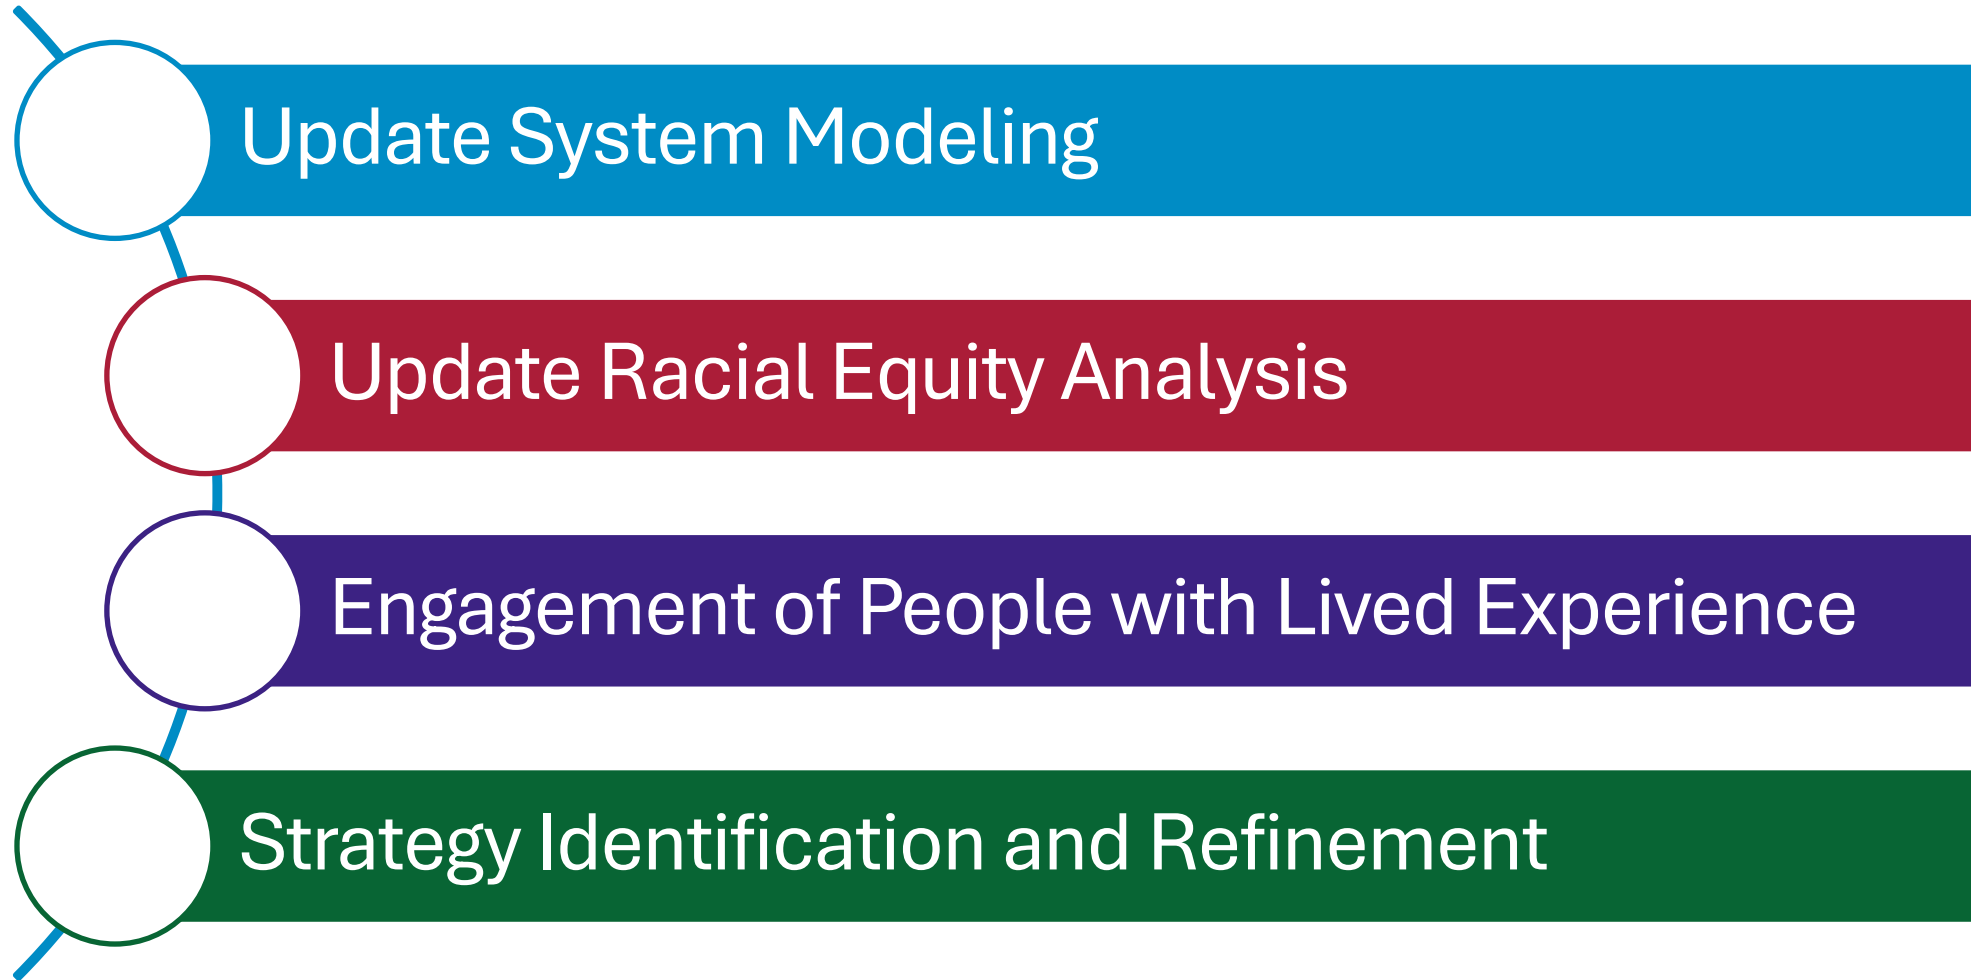 Update System Modeling
Update Racial Equity Analysis
Engagement of People with Lived Experience
Strategy Identification and Refinement